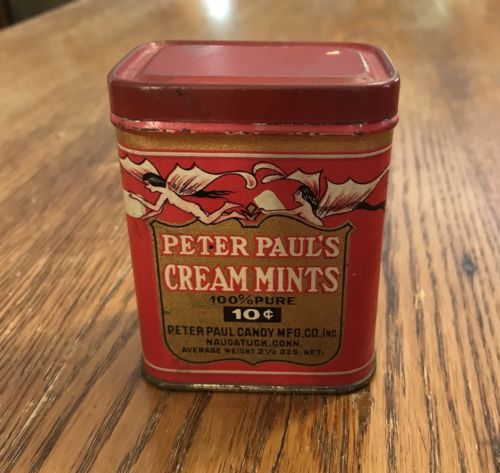 PETER PAUL'S
CREAM MINTS
100% PURE
10¢
PETER PAUL CANDY MFG. CO., INC.
NAUGATUCK, CONN.
AVERAGE WEIGHT 2½ OZS. NET.